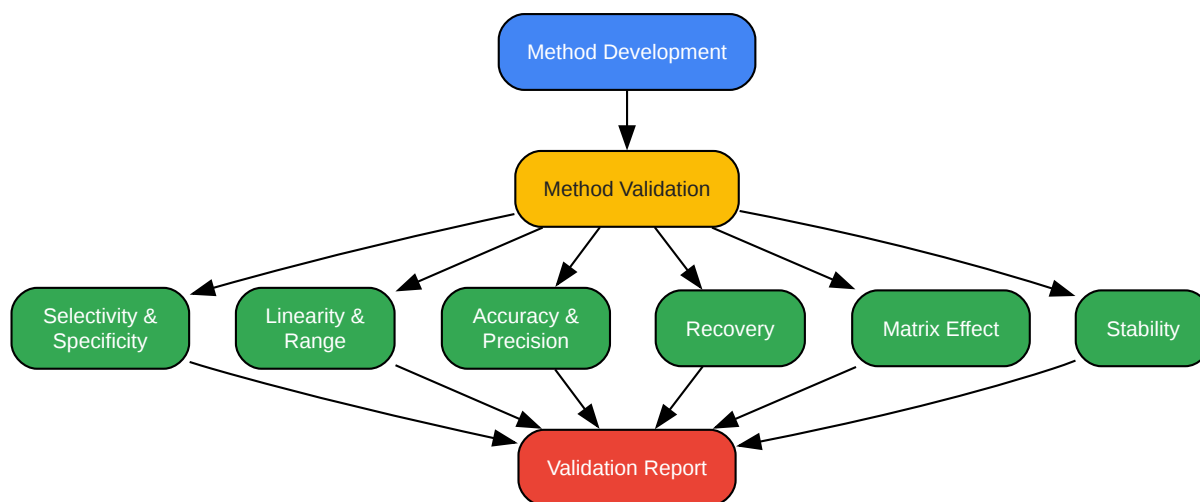 Method Development
Method Validation
Selectivity &
Specificity
Linearity &
Range
Accuracy &
Precision
Recovery
Matrix Effect
Stability
Validation Report